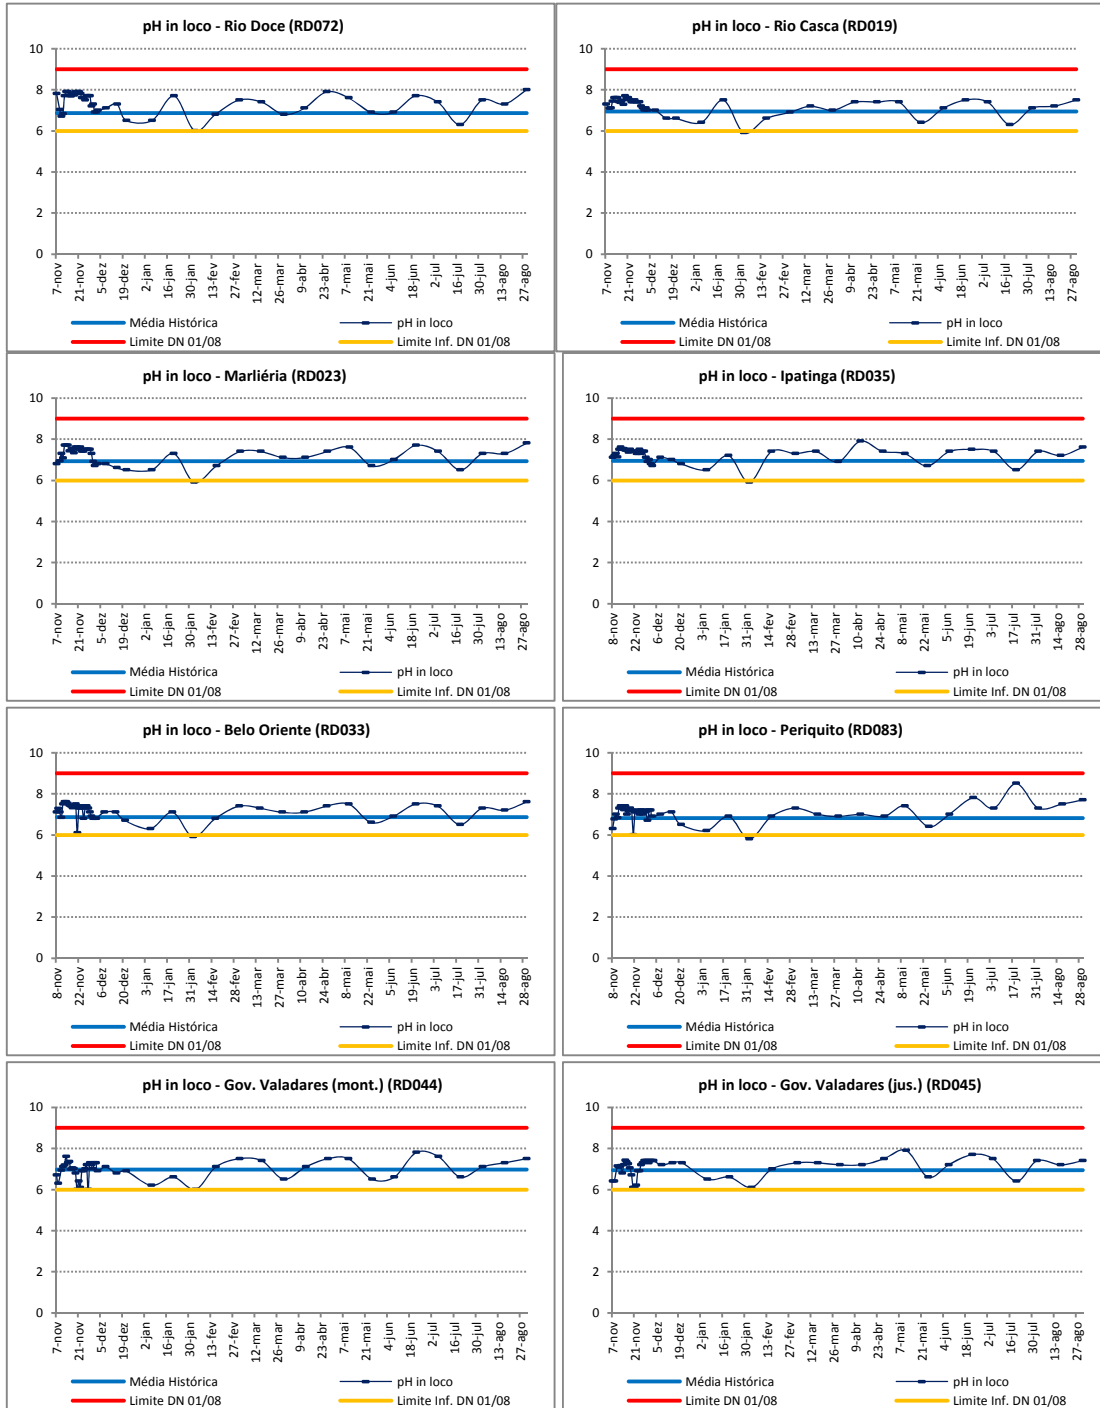 pH in loco - Rio Doce (RD072)
10
8
6
4
2
0
7-nov 21-nov 5-dez 19-dez 2-jan 16-jan 30-jan 13-fev 27-fev 12-mar 26-mar 9-abr 23-abr 7-mai 21-mai 4-jun 18-jun 2-jul 16-jul 30-jul 13-ago 27-ago
Média Histórica pH in loco
Limite DN 01/08 Limite Inf. DN 01/08
pH in loco - Rio Casca (RD019)
10
8
6
4
2
0
7-nov 21-nov 5-dez 19-dez 2-jan 16-jan 30-jan 13-fev 27-fev 12-mar 26-mar 9-abr 23-abr 7-mai 21-mai 4-jun 18-jun 2-jul 16-jul 30-jul 13-ago 27-ago
Média Histórica pH in loco
Limite DN 01/08 Limite Inf. DN 01/08
pH in loco - Marliéria (RD023)
10
8
6
4
2
0
7-nov 21-nov 5-dez 19-dez 2-jan 16-jan 30-jan 13-fev 27-fev 12-mar 26-mar 9-abr 23-abr 7-mai 21-mai 4-jun 18-jun 2-jul 16-jul 30-jul 13-ago 27-ago
Média Histórica pH in loco
Limite DN 01/08 Limite Inf. DN 01/08
pH in loco - Ipatinga (RD035)
10
8
6
4
2
0
8-nov 22-nov 6-dez 20-dez 3-jan 17-jan 31-jan 14-fev 28-fev 13-mar 27-mar 10-abr 24-abr 8-mai 22-mai 5-jun 19-jun 3-jul 17-jul 31-jul 14-ago 28-ago
Média Histórica pH in loco
Limite DN 01/08 Limite Inf. DN 01/08
pH in loco - Belo Oriente (RD033)
10
8
6
4
2
0
8-nov 22-nov 6-dez 20-dez 3-jan 17-jan 31-jan 14-fev 28-fev 13-mar 27-mar 10-abr 24-abr 8-mai 22-mai 5-jun 19-jun 3-jul 17-jul 31-jul 14-ago 28-ago
Média Histórica pH in loco
Limite DN 01/08 Limite Inf. DN 01/08
pH in loco - Periquito (RD083)
10
8
6
4
2
0
8-nov 22-nov 6-dez 20-dez 3-jan 17-jan 31-jan 14-fev 28-fev 13-mar 27-mar 10-abr 24-abr 8-mai 22-mai 5-jun 19-jun 3-jul 17-jul 31-jul 14-ago 28-ago
Média Histórica pH in loco
Limite DN 01/08 Limite Inf. DN 01/08
pH in loco - Gov. Valadares (mont.) (RD044)
10
8
6
4
2
0
7-nov 21-nov 5-dez 19-dez 2-jan 16-jan 30-jan 13-fev 27-fev 12-mar 26-mar 9-abr 23-abr 7-mai 21-mai 4-jun 18-jun 2-jul 16-jul 30-jul 13-ago 27-ago
Média Histórica pH in loco
Limite DN 01/08 Limite Inf. DN 01/08
pH in loco - Gov. Valadares (jus.) (RD045)
10
8
6
4
2
0
7-nov 21-nov 5-dez 19-dez 2-jan 16-jan 30-jan 13-fev 27-fev 12-mar 26-mar 9-abr 23-abr 7-mai 21-mai 4-jun 18-jun 2-jul 16-jul 30-jul 13-ago 27-ago
Média Histórica pH in loco
Limite DN 01/08 Limite Inf. DN 01/08